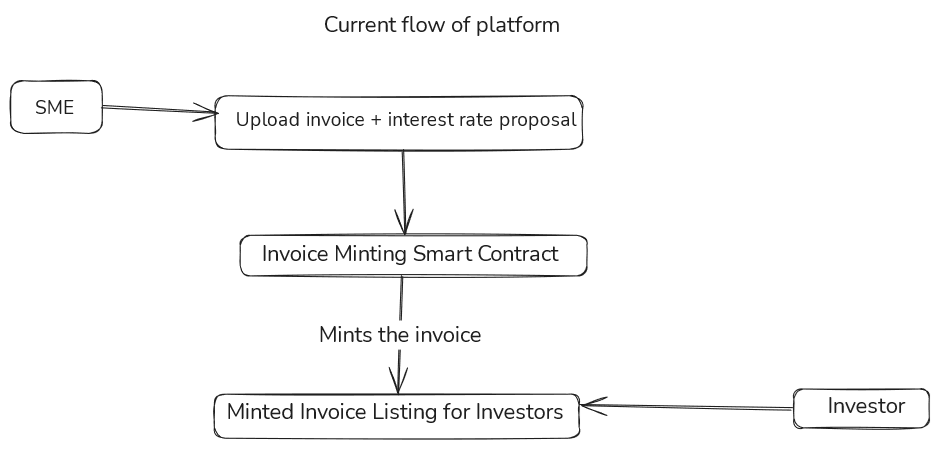 Current flow of platform
SME
Upload invoice + interest rate proposal
Invoice Minting Smart Contract
Mints the invoice
Minted Invoice Listing for Investors
Investor